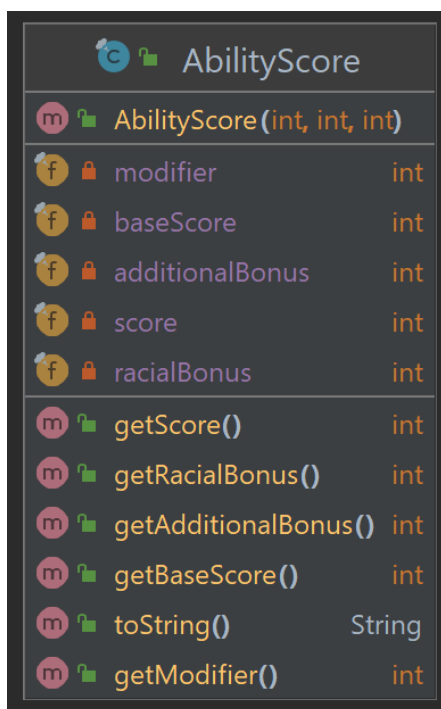 AbilityScore
AbilityScore(int, int, int)
modifier int
baseScore int
additionalBonus int
score int
racialBonus int
getScore() int
getRacialBonus() int
getAdditionalBonus() int
getBaseScore() int
toString() String
getModifier() int